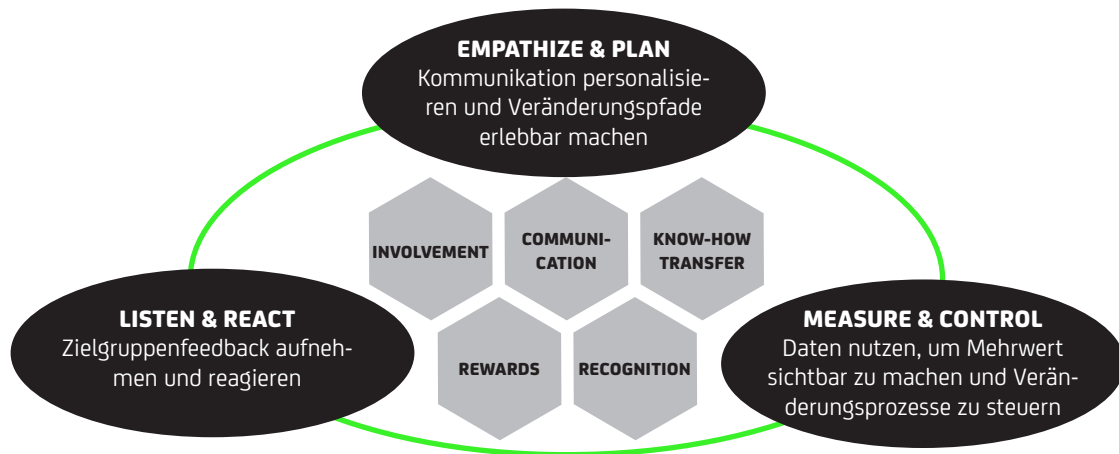 EMPATHIZE & PLAN
Kommunikation personalisie-
ren und Veränderungspfade
erlebbar machen
INVOLVEMENT
COMMUNI-
CATION
KNOW-HOW
TRANSFER
LISTEN & REACT
Zielgruppenfeedback aufneh-
men und reagieren
REWARDS
RECOGNITION
MEASURE & CONTROL
Daten nutzen, um Mehrwert
sichtbar zu machen und Verän-
derungsprozesse zu steuern